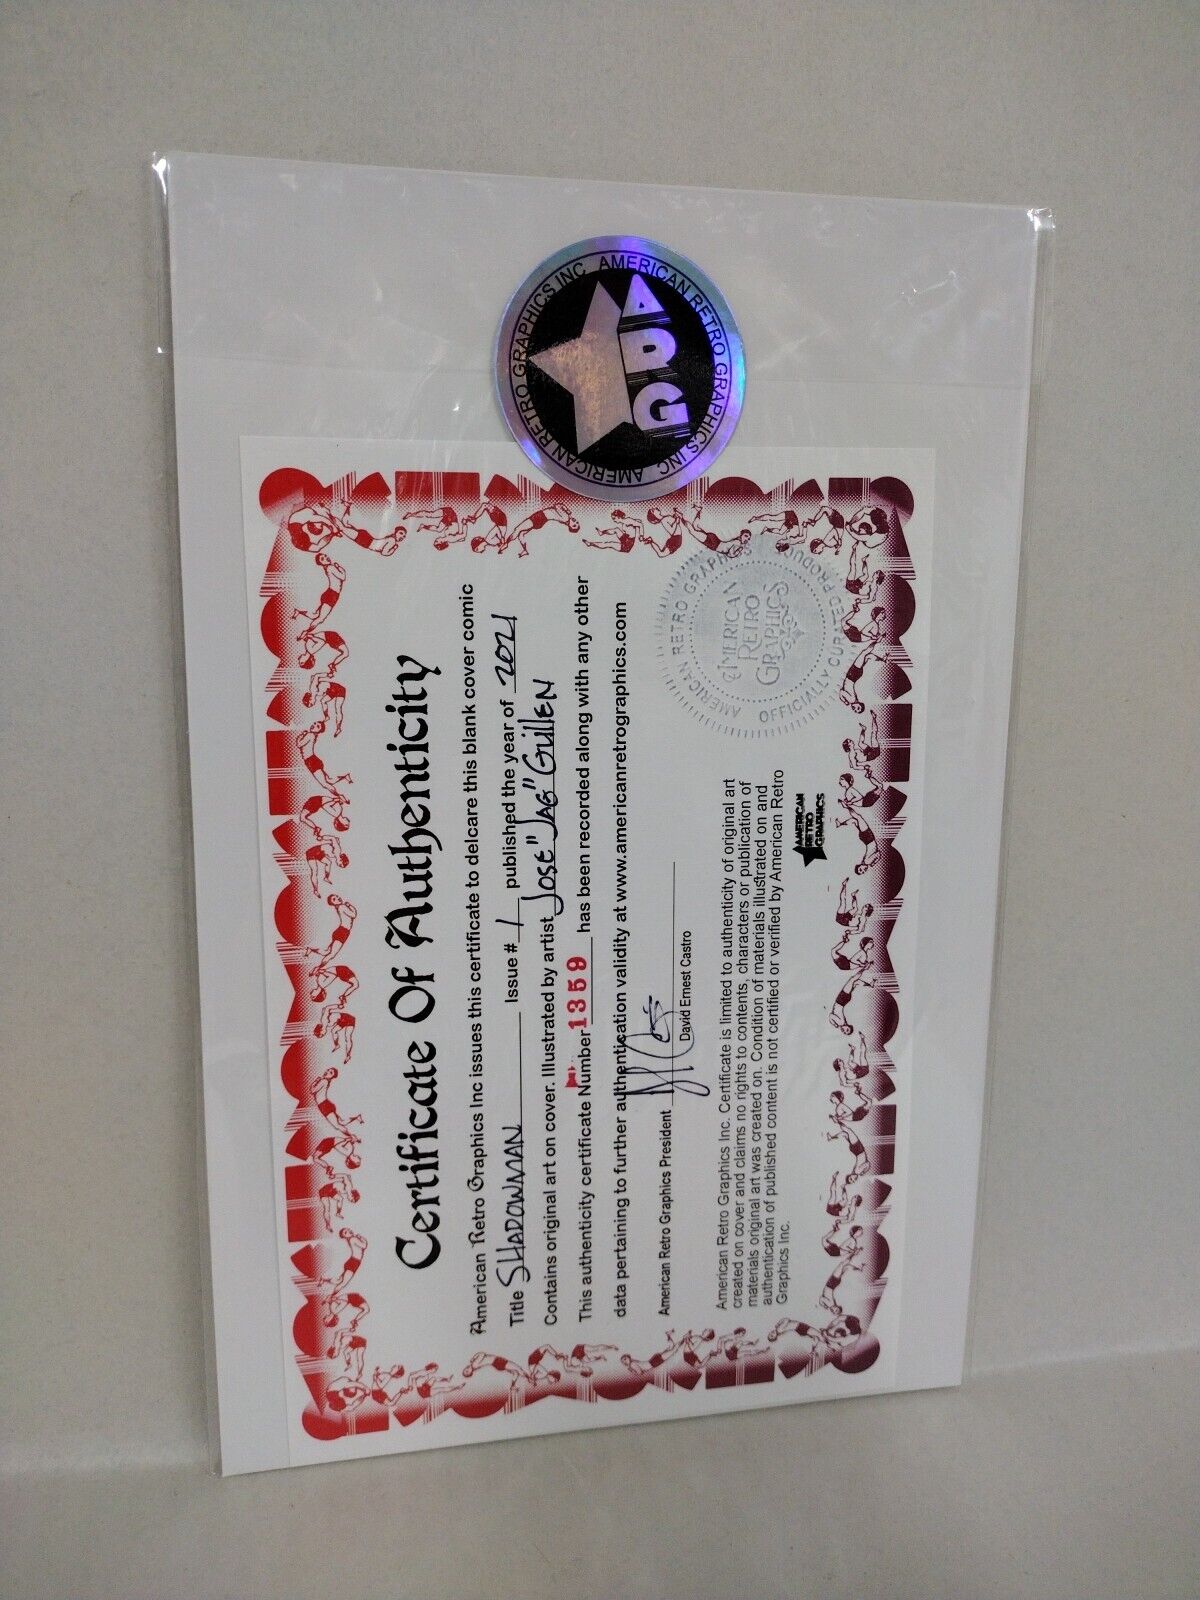 AMERICAN RETRO GRAPHICS INC. AMERICAN RETRO GRAPHICS INC.
ARG
Certificate Of Authenticity
American Retro Graphics Inc issues this certificate to delcare this blank cover comic
Title SHADOWMAN Issue # 1 published the year of 2021
Contains original art on cover. Illustrated by artist JOSE "JAG" GUILLEN
This authenticity certificate Number 1359 has been recorded along with any other
data pertaining to further authentication validity at www.americanretrographics.com
American Retro Graphics President
David Ernest Castro
American Retro Graphics Inc. Certificate is limited to authenticity of original art
created on cover and claims no rights to contents, characters or publication of
materials original art was created on. Condition of materials illustrated on and
authentication of published content is not certified or verified by American Retro
Graphics Inc.
AMERICAN
RETRO
GRAPHICS
AMERICAN RETRO GRAPHICS OFFICIALLY CURATED PRODUCT
AMERICAN
RETRO
GRAPHICS